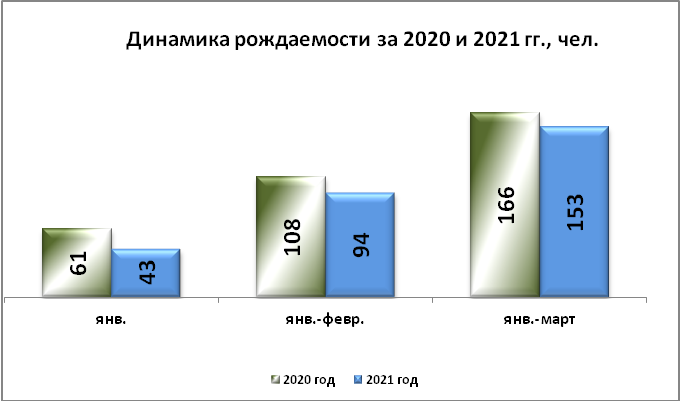 Динамика рождаемости за 2020 и 2021 гг., чел.
61
43
108
94
166
153
янв.
янв.-февр.
янв.-март
2020 год
2021 год